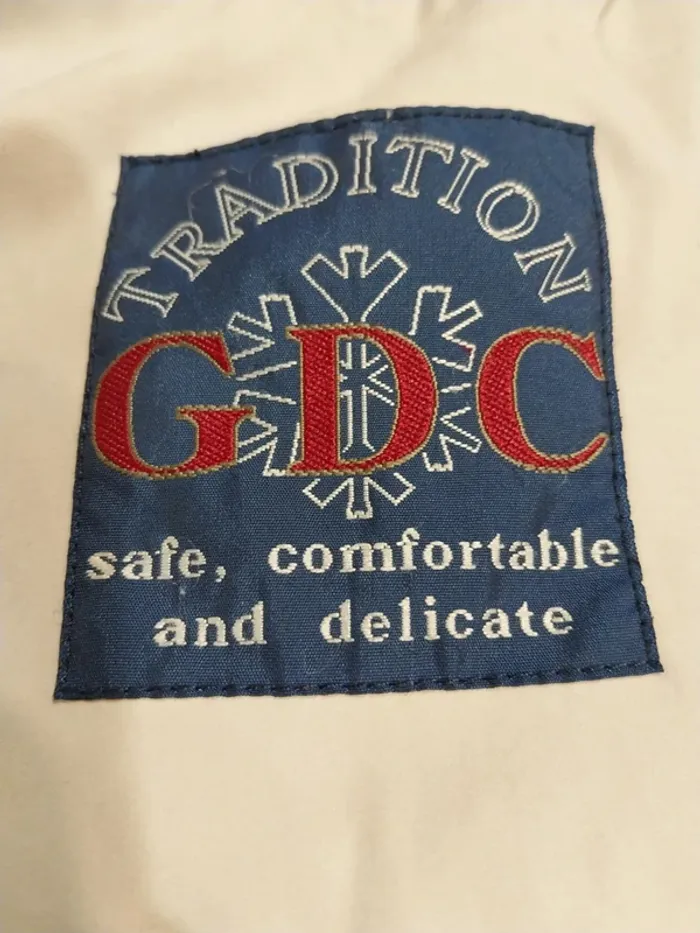 TRADITION
GDC
safe, comfortable
and delicate